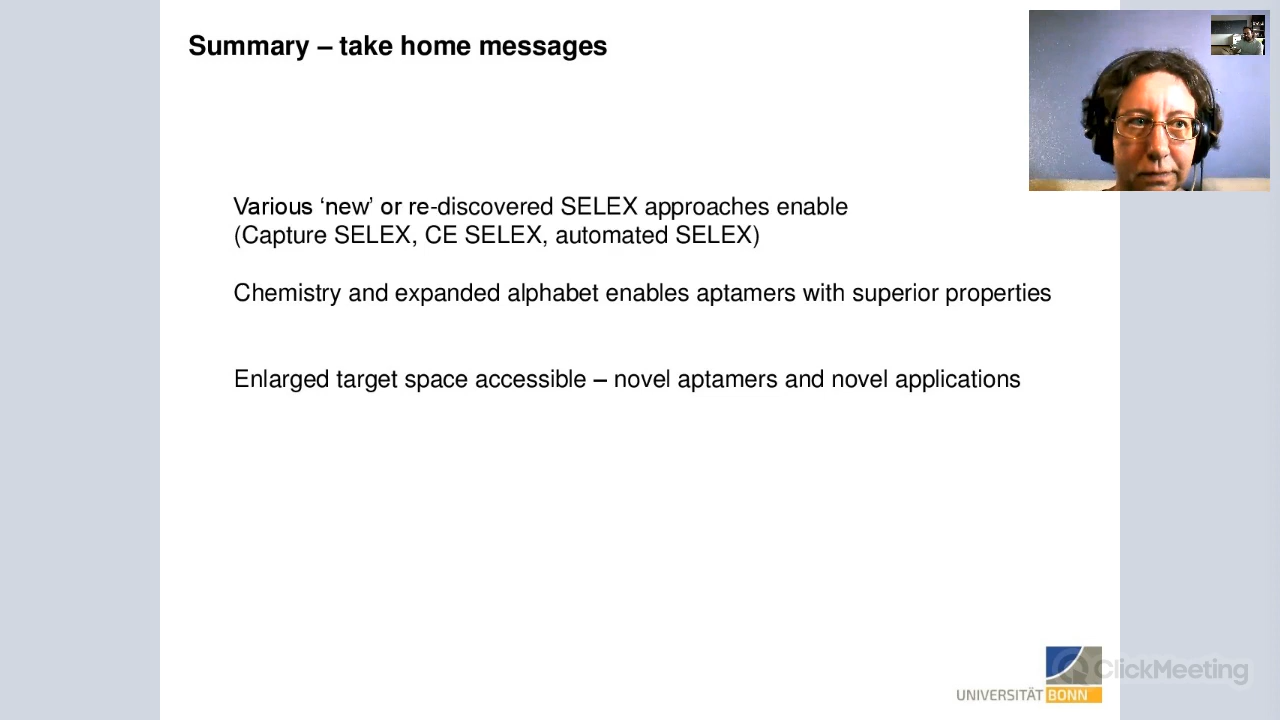 Summary – take home messages
Various ‘new’ or re-discovered SELEX approaches enable
(Capture SELEX, CE SELEX, automated SELEX)
Chemistry and expanded alphabet enables aptamers with superior properties
Enlarged target space accessible – novel aptamers and novel applications
ClickMeeting
UNIVERSITÄT BONN